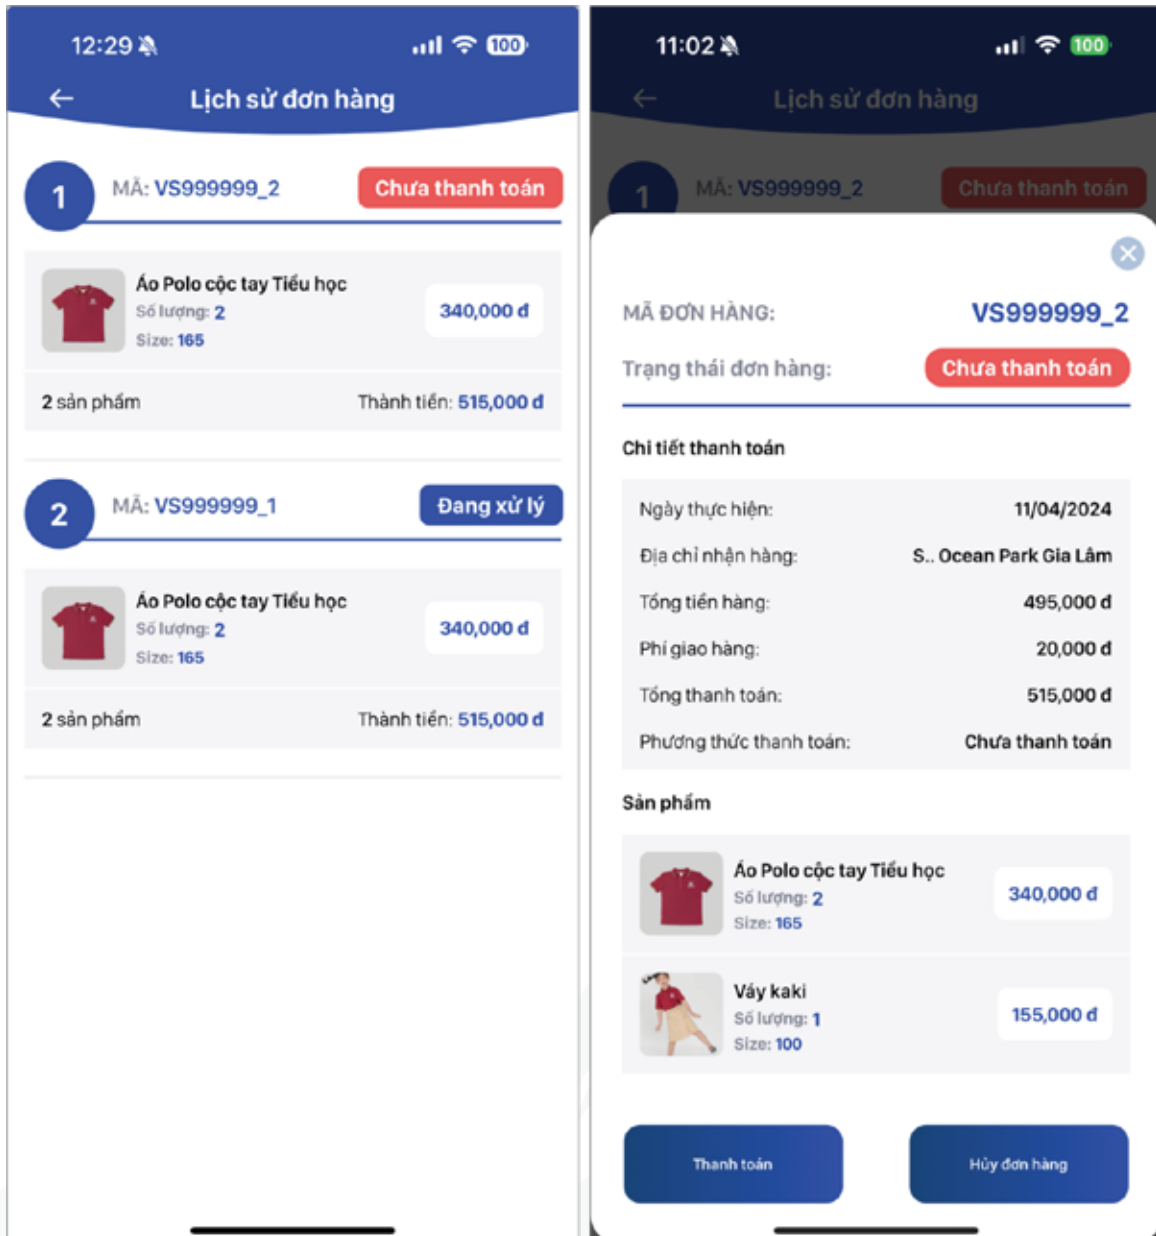 12:29
100
Lịch sử đơn hàng
1
MÃ: VS999999_2
Chưa thanh toán
Áo Polo cộc tay Tiểu học
Số lượng: 2
340,000 đ
Size: 165
2 sản phẩm
Thành tiền: 515,000 đ
2
MÃ: VS999999_1
Đang xử lý
Áo Polo cộc tay Tiểu học
Số lượng: 2
340,000 đ
Size: 165
2 sản phẩm
Thành tiền: 515,000 đ
11:02
100
Lịch sử đơn hàng
1
MÃ: VS999999_2
Chưa thanh toán
MÃ ĐƠN HÀNG:
VS999999_2
Trạng thái đơn hàng:
Chưa thanh toán
Chi tiết thanh toán
Ngày thực hiện:
11/04/2024
Địa chỉ nhận hàng:
S.. Ocean Park Gia Lâm
Tổng tiền hàng:
495,000 đ
Phí giao hàng:
20,000 đ
Tổng thanh toán:
515,000 đ
Phương thức thanh toán:
Chưa thanh toán
Sản phẩm
Áo Polo cộc tay Tiểu học
Số lượng: 2
340,000 đ
Size: 165
Váy kaki
Số lượng: 1
155,000 đ
Size: 100
Thanh toán
Hủy đơn hàng